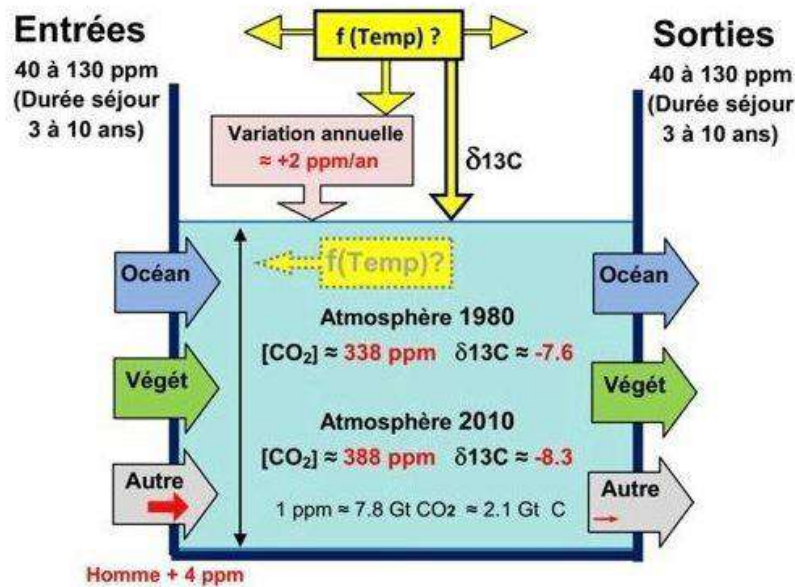 Entrées
40 à 130 ppm
(Durée séjour
3 à 10 ans)
f (Temp) ?
Sorties
40 à 130 ppm
(Durée séjour
3 à 10 ans)
Variation annuelle
≈ +2 ppm/an
δ13C
f(Temp)?
Océan
Végét
Autre
Homme + 4 ppm
Atmosphère 1980
[CO₂] ≈ 338 ppm δ13C ≈ -7.6
Atmosphère 2010
[CO₂] ≈ 388 ppm δ13C ≈ -8.3
1 ppm ≈ 7.8 Gt CO₂ ≈ 2.1 Gt C
Océan
Végét
Autre